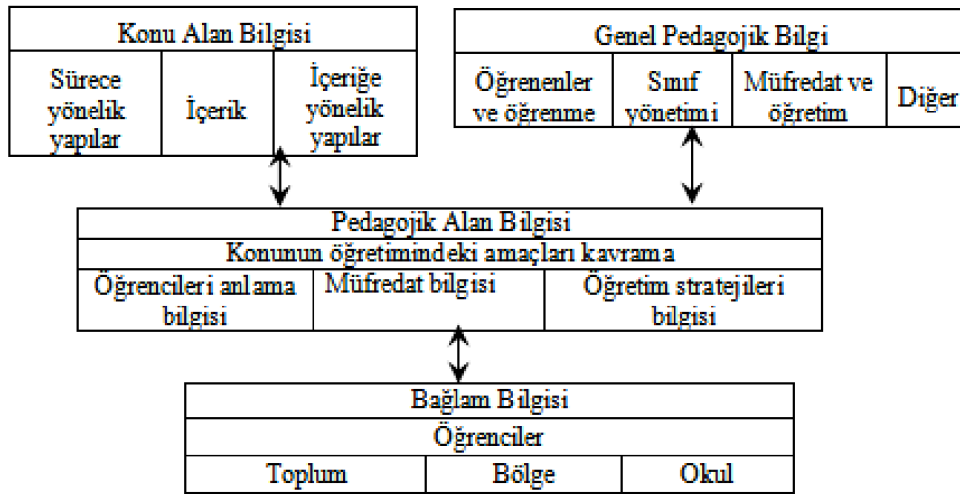 Konu Alan Bilgisi
Sürece
yönelik
yapılar
İçerik
İçeriğe
yönelik
yapılar
Genel Pedagojik Bilgi
Öğrenenler
ve öğrenme
Sınıf
yönetimi
Müfredat ve
öğretim
Diğer
Pedagojik Alan Bilgisi
Konunun öğretimindeki amaçları kavrama
Öğrencileri anlama
bilgisi
Müfredat bilgisi
Öğretim stratejileri
bilgisi
Bağlam Bilgisi
Öğrenciler
Toplum
Bölge
Okul